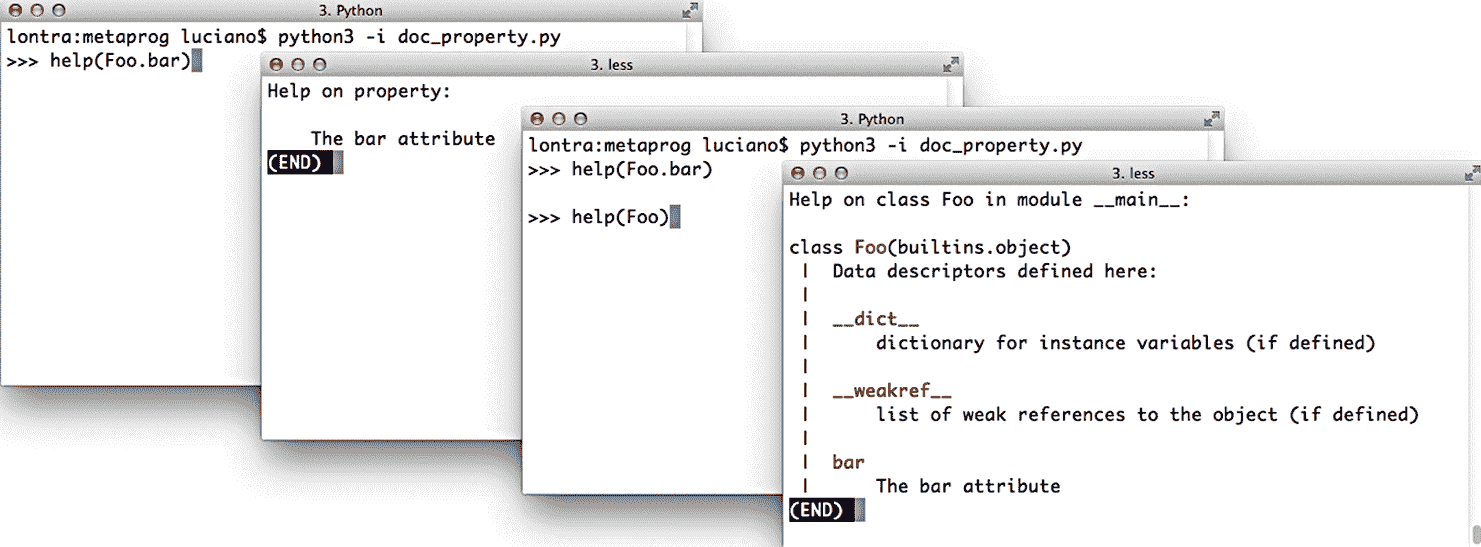 3. Python
lontra:metaprog luciano$ python3 -i doc_property.py
>>> help(Foo.bar)
3. less
Help on property:
The bar attribute
(END)
3. Python
lontra:metaprog luciano$ python3 -i doc_property.py
>>> help(Foo.bar)
>>> help(Foo)
3. less
Help on class Foo in module __main__:
class Foo(builtins.object)
 |  Data descriptors defined here:
 |
 |  __dict__
 |      dictionary for instance variables (if defined)
 |
 |  __weakref__
 |      list of weak references to the object (if defined)
 |
 |  bar
 |      The bar attribute
(END)